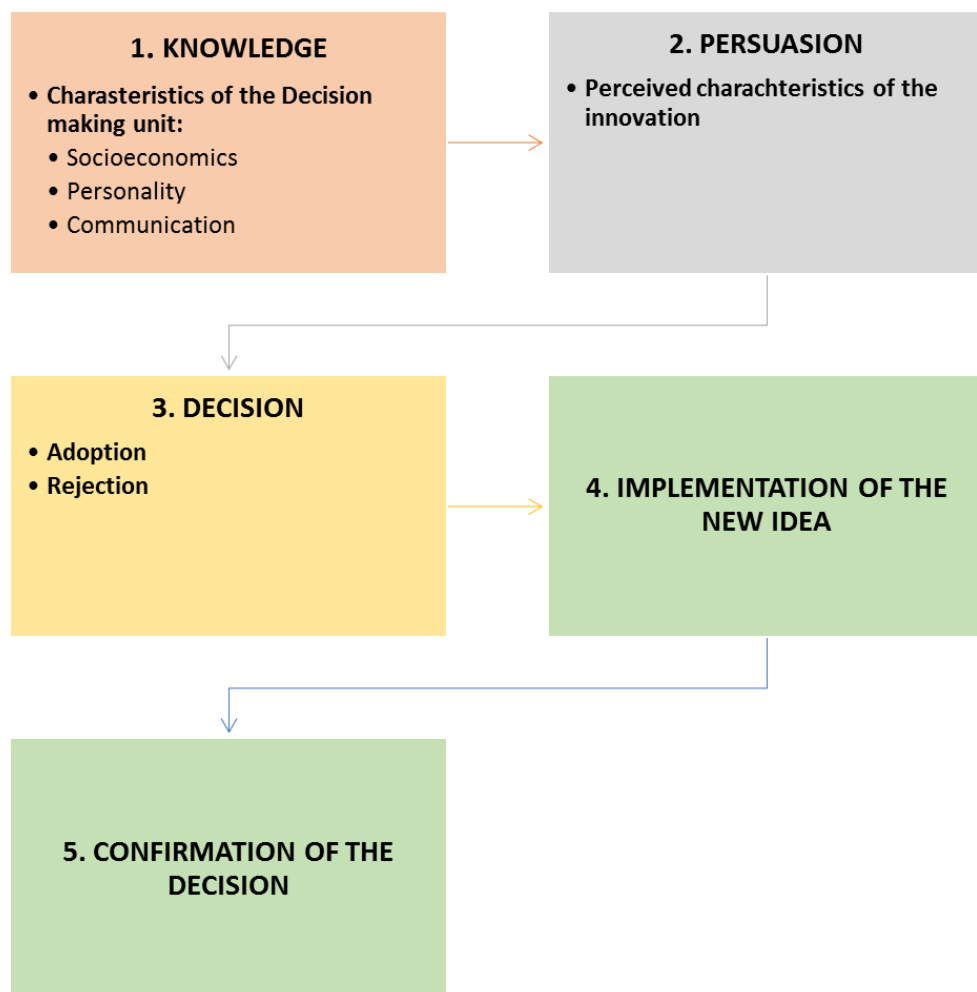 1. KNOWLEDGE
• Charasteristics of the Decision
making unit:
• Socioeconomics
• Personality
• Communication
2. PERSUASION
• Perceived charachteristics of the
innovation
3. DECISION
• Adoption
• Rejection
4. IMPLEMENTATION OF THE
NEW IDEA
5. CONFIRMATION OF THE
DECISION